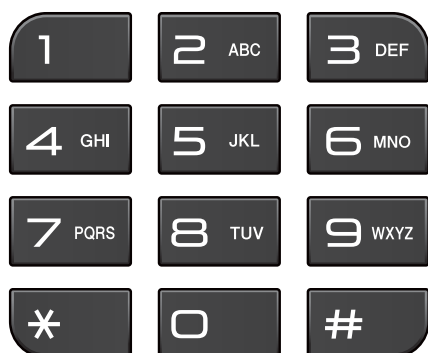 1 2 ABC 3 DEF
4 GHI 5 JKL 6 MNO
7 PQRS 8 TUV 9 WXYZ
* 0 #